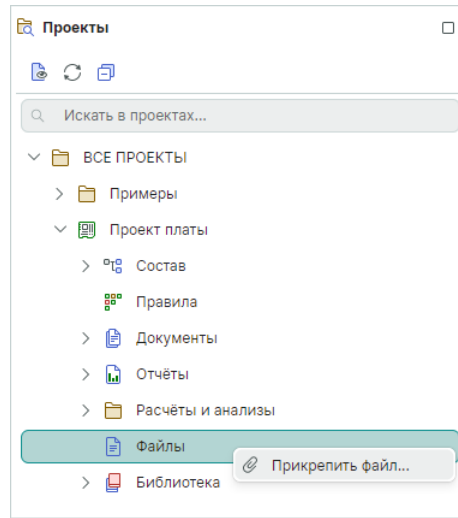 Проекты
Искать в проектах...
ВСЕ ПРОЕКТЫ
Примеры
Проект платы
Состав
Правила
Документы
Отчёты
Расчёты и анализы
Файлы
Прикрепить файл...
Библиотека